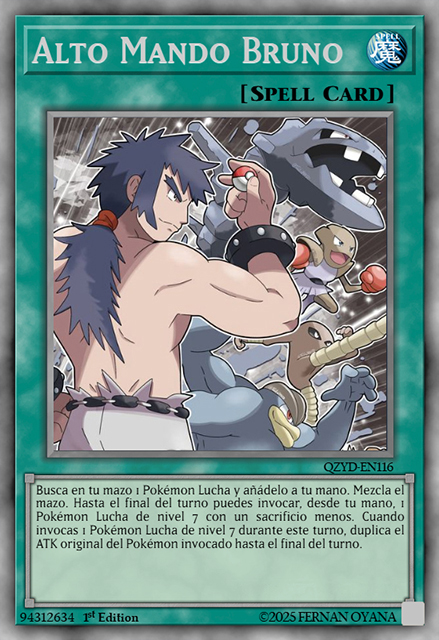 ALTO MANDO BRUNO
SPELL
魔
[SPELL CARD]
QZYD-EN116
Busca en tu mazo 1 Pokémon Lucha y añádelo a tu mano. Mezcla el
mazo. Hasta el final del turno puedes invocar, desde tu mano, 1
Pokémon Lucha de nivel 7 con un sacrificio menos. Cuando
invocas 1 Pokémon Lucha de nivel 7 durante este turno, duplica el
ATK original del Pokémon invocado hasta el final del turno.
94312634 1st Edition ©2025 FERNAN OYANA